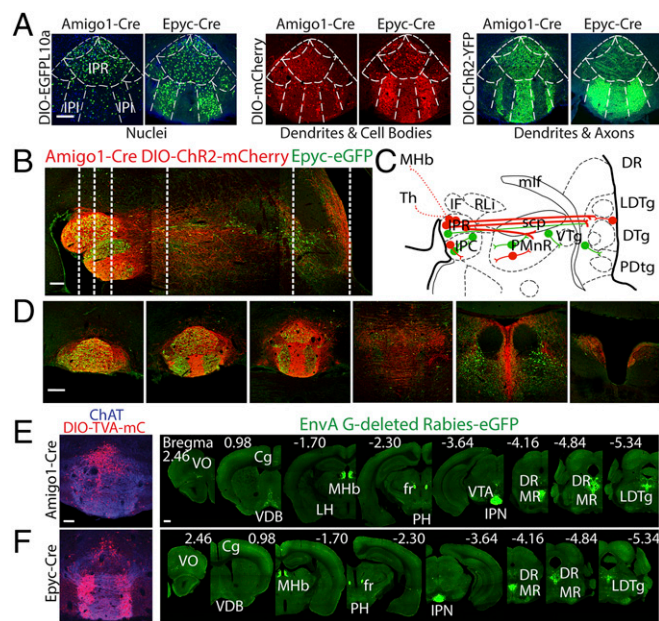 A
Amigo1-Cre Epyc-Cre
DIO-EGFPL10a
IPR
IPI IPI
Nuclei
Amigo1-Cre Epyc-Cre
DIO-mCherry
Dendrites & Cell Bodies
Amigo1-Cre Epyc-Cre
DIO-ChR2-YFP
Dendrites & Axons
B
Amigo1-Cre DIO-ChR2-mCherry Epyc-eGFP
C
MHb
Th
IF RLi
mlf
DR
LDTg
IPR
scp
VTg
DTg
IPC
PMnR
PDtg
D
E
ChAT
DIO-TVA-mC
Amigo1-Cre
EnvA G-deleted Rabies-eGFP
Bregma 0.98 -1.70 -2.30 -3.64 -4.16 -4.84 -5.34
2.46
VO
Cg
VDB
MHb
LH
fr
PH
VTA
IPN
DR
MR
DR
MR
LDTg
F
Epyc-Cre
2.46 0.98 -1.70 -2.30 -3.64 -4.16 -4.84 -5.34
VO
Cg
VDB
MHb
fr
PH
IPN
DR
MR
DR
MR
LDTg